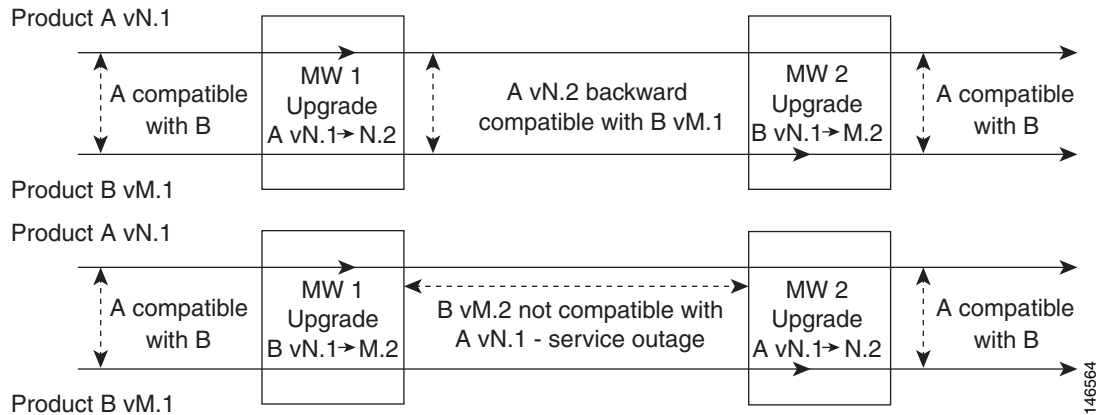 Product A vN.1
A compatible
with B
MW 1
Upgrade
A vN.1→ N.2
A vN.2 backward
compatible with B vM.1
MW 2
Upgrade
B vN.1→ M.2
A compatible
with B
Product B vM.1
Product A vN.1
A compatible
with B
MW 1
Upgrade
B vN.1→ M.2
B vM.2 not compatible with
A vN.1 - service outage
MW 2
Upgrade
A vN.1→ N.2
A compatible
with B
Product B vM.1
146564